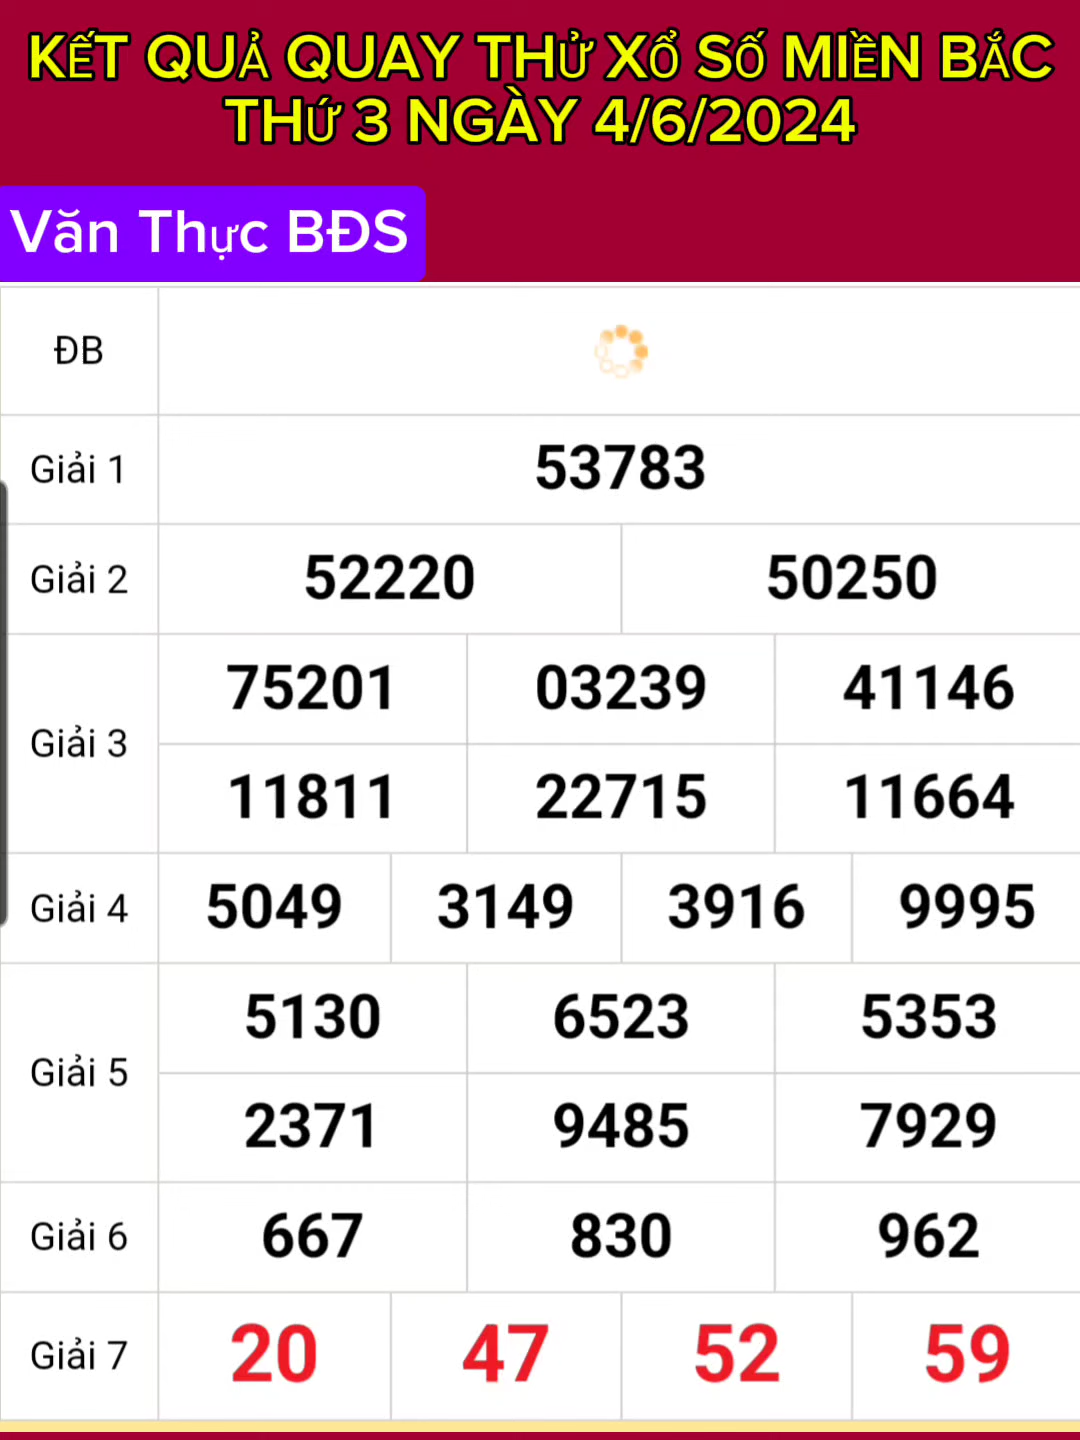 KẾT QUẢ QUAY THỬ XỔ SỐ MIỀN BẮC
THỨ 3 NGÀY 4/6/2024
Văn Thực BĐS
ĐB
Giải 1 53783
Giải 2 52220 50250
Giải 3 75201 03239 41146
11811 22715 11664
Giải 4 5049 3149 3916 9995
Giải 5 5130 6523 5353
2371 9485 7929
Giải 6 667 830 962
Giải 7 20 47 52 59